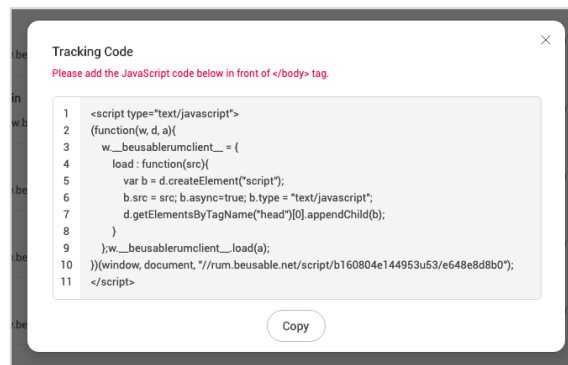 Tracking Code
Please add the JavaScript code below in front of </body> tag.
1 <script type="text/javascript">
2 (function(w, d, a){
3 w.__beusablerumclient__ = {
4 load : function(src){
5 var b = d.createElement("script");
6 b.src = src; b.async=true; b.type = "text/javascript";
7 d.getElementsByTagName("head")[0].appendChild(b);
8 }
9 };w.__beusablerumclient__.load(a);
10 })(window, document, "//rum.beusable.net/script/b160804e144953u53/e648e8d8b0");
11 </script>
Copy